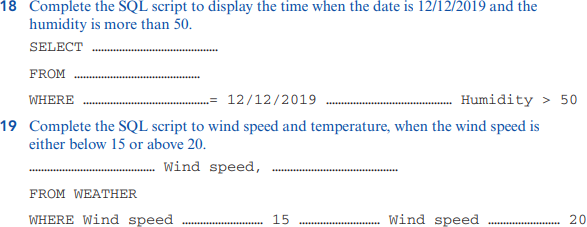 18 Complete the SQL script to display the time when the date is 12/12/2019 and the
humidity is more than 50.
SELECT ..........................................
FROM ..........................................
WHERE ..........................................= 12/12/2019 .......................................... Humidity > 50
19 Complete the SQL script to wind speed and temperature, when the wind speed is
either below 15 or above 20.
.......................................... Wind speed, ..........................................
FROM WEATHER
WHERE Wind speed ........................... 15 ........................... Wind speed ........................ 20